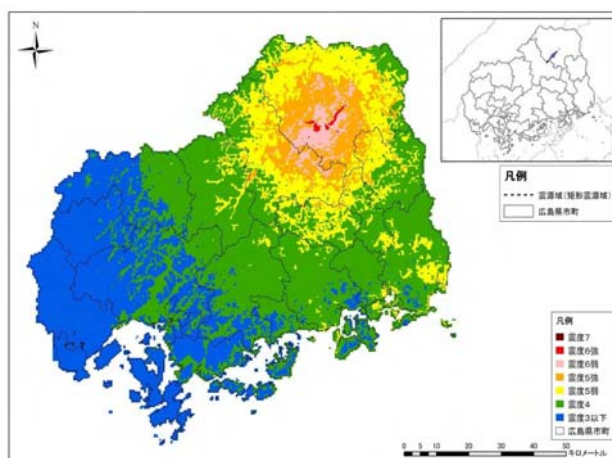 N
凡例
震源域(矩形震源域)
広島県市町
凡例
震度7
震度6強
震度6弱
震度5強
震度5弱
震度4
震度3以下
広島県市町
0 5 10 20 30 40 50
キロメートル